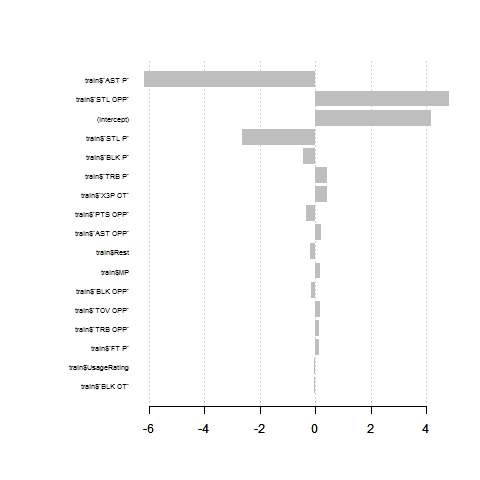 train$`AST P`
train$`STL OPP`
(Intercept)
train$`STL P`
train$`BLK P`
train$`TRB P`
train$`X3P OT`
train$`PTS OPP`
train$`AST OPP`
train$Rest
train$MP
train$`BLK OPP`
train$`TOV OPP`
train$`TRB OPP`
train$`FT P`
train$UsageRating
train$`BLK OT`
-6 -4 -2 0 2 4